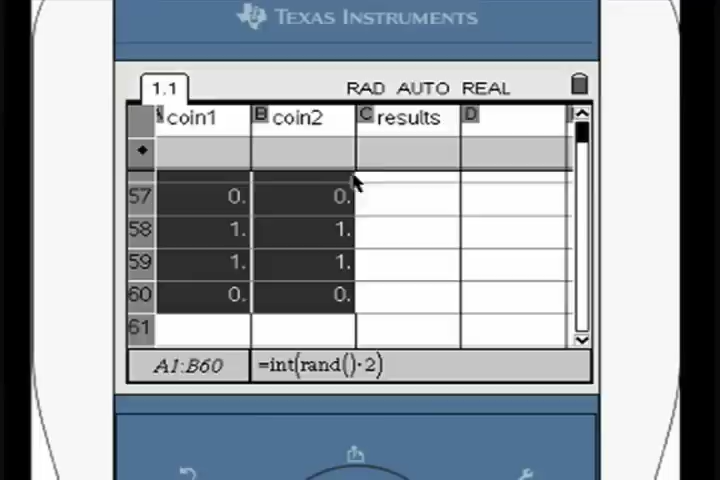 TEXAS INSTRUMENTS
1.1 RAD AUTO REAL
A coin1 B coin2 C results D
57 0. 0.
58 1. 1.
59 1. 1.
60 0. 0.
61
A1:B60 =int(rand()·2)